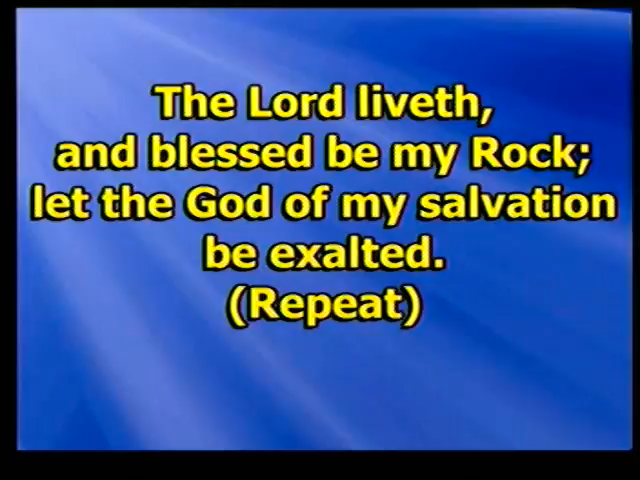 The Lord liveth,
and blessed be my Rock;
let the God of my salvation
be exalted.
(Repeat)